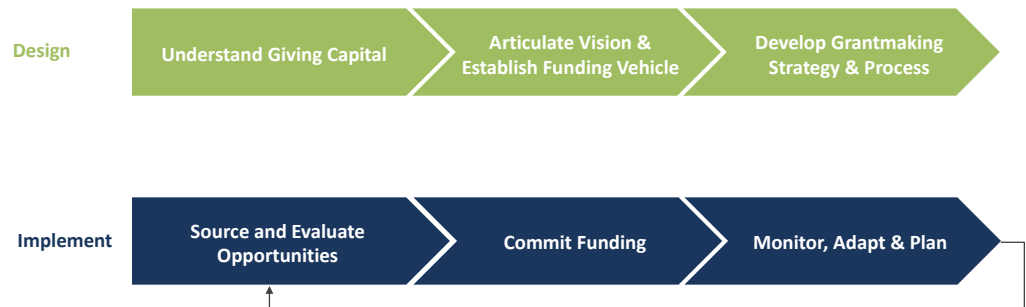 Design
Understand Giving Capital
Articulate Vision &
Establish Funding Vehicle
Develop Grantmaking
Strategy & Process
Implement
Source and Evaluate
Opportunities
Commit Funding
Monitor, Adapt & Plan